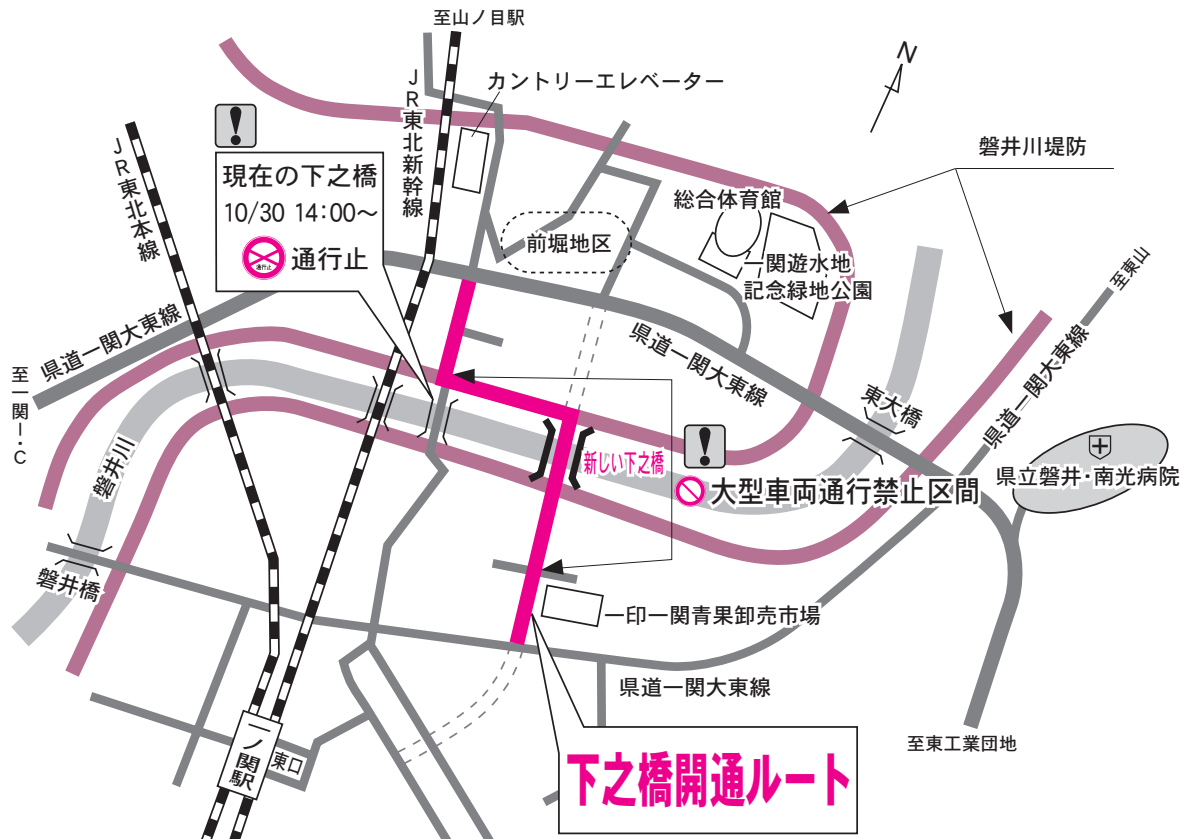 至山ノ目駅
N
カントリーエレベーター
JR東北新幹線
JR東北本線
磐井川堤防
現在の下之橋
10/30 14:00～
通行止
通行止
総合体育館
前堀地区
一関遊水地
記念緑地公園
至東山
県道一関大東線
県道一関大東線
県道一関大東線
至一関I・C
東大橋
磐井川
新しい下之橋
大型車両通行禁止区間
県立磐井・南光病院
磐井橋
一印一関青果卸売市場
県道一関大東線
至東工業団地
一ノ関駅
東口
下之橋開通ルート